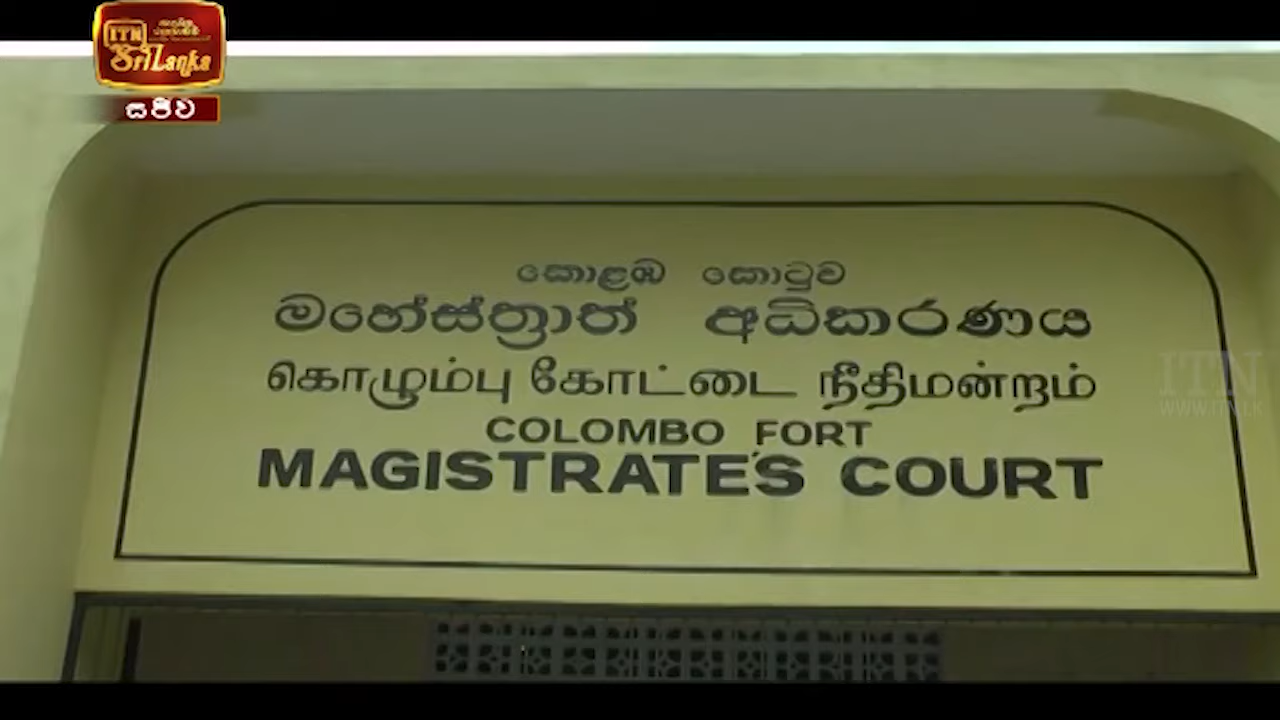 ITN
SriLanka
සජීව
කොළඹ කොටුව
මහේස්ත්‍රාත් අධිකරණය
கொழும்பு கோட்டை நீதிமன்றம்
COLOMBO FORT
MAGISTRATE'S COURT
ITN
WWW.ITN.LK